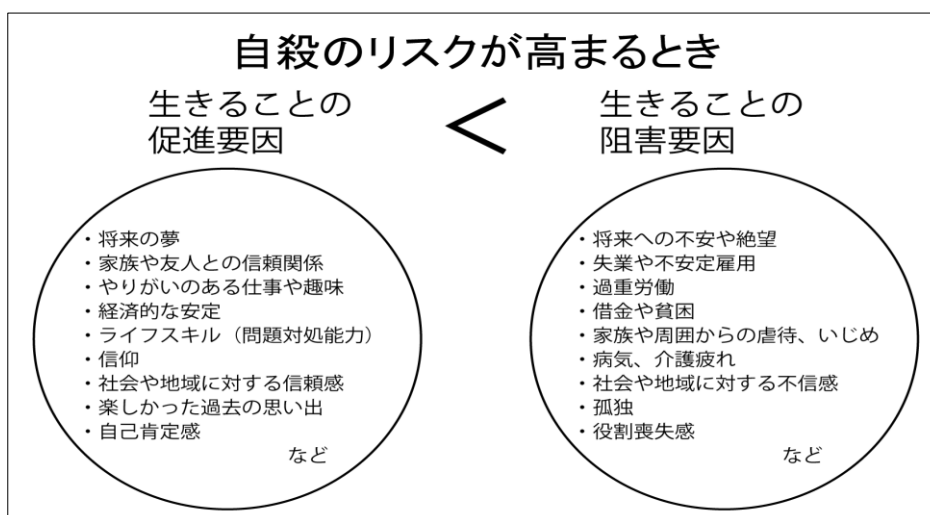 自殺のリスクが高まるとき
生きることの
促進要因
<
生きることの
阻害要因
・将来の夢
・家族や友人との信頼関係
・やりがいのある仕事や趣味
・経済的な安定
・ライフスキル（問題対処能力）
・信仰
・社会や地域に対する信頼感
・楽しかった過去の思い出
・自己肯定感
など
・将来への不安や絶望
・失業や不安定雇用
・過重労働
・借金や貧困
・家族や周囲からの虐待、いじめ
・病気、介護疲れ
・社会や地域に対する不信感
・孤独
・役割喪失感
など